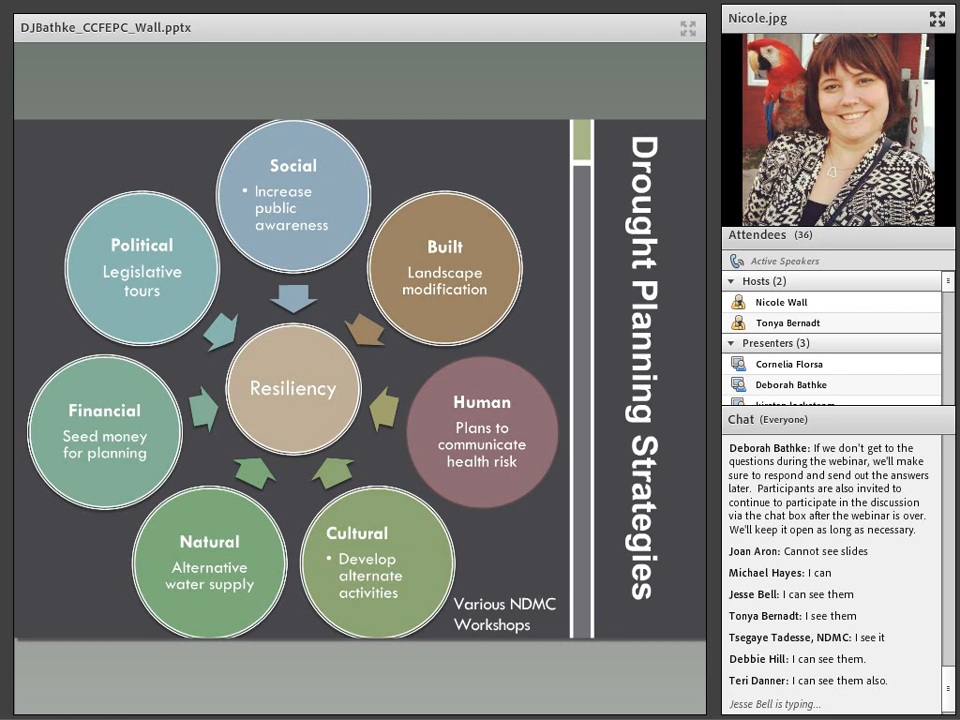 DJBathke_CCFEPC_Wall.pptx
Drought Planning Strategies
Social
• Increase
public
awareness
Political
Legislative
tours
Built
Landscape
modification
Resiliency
Financial
Seed money
for planning
Human
Plans to
communicate
health risk
Natural
Alternative
water supply
Cultural
• Develop
alternate
activities
Various NDMC
Workshops
Nicole.jpg
ICE
Attendees (36)
Active Speakers
Hosts (2)
Nicole Wall
Tonya Bernadt
Presenters (3)
Cornelia Florsa
Deborah Bathke
Chat (Everyone)
Deborah Bathke: If we don't get to the
questions during the webinar, we'll make
sure to respond and send out the answers
later. Participants are also invited to
continue to participate in the discussion
via the chat box after the webinar is over.
We'll keep it open as long as necessary.
Joan Aron: Cannot see slides
Michael Hayes: I can
Jesse Bell: I can see them
Tonya Bernadt: I see them
Tsegaye Tadesse, NDMC: I see it
Debbie Hill: I can see them.
Teri Danner: I can see them also.
Jesse Bell is typing...